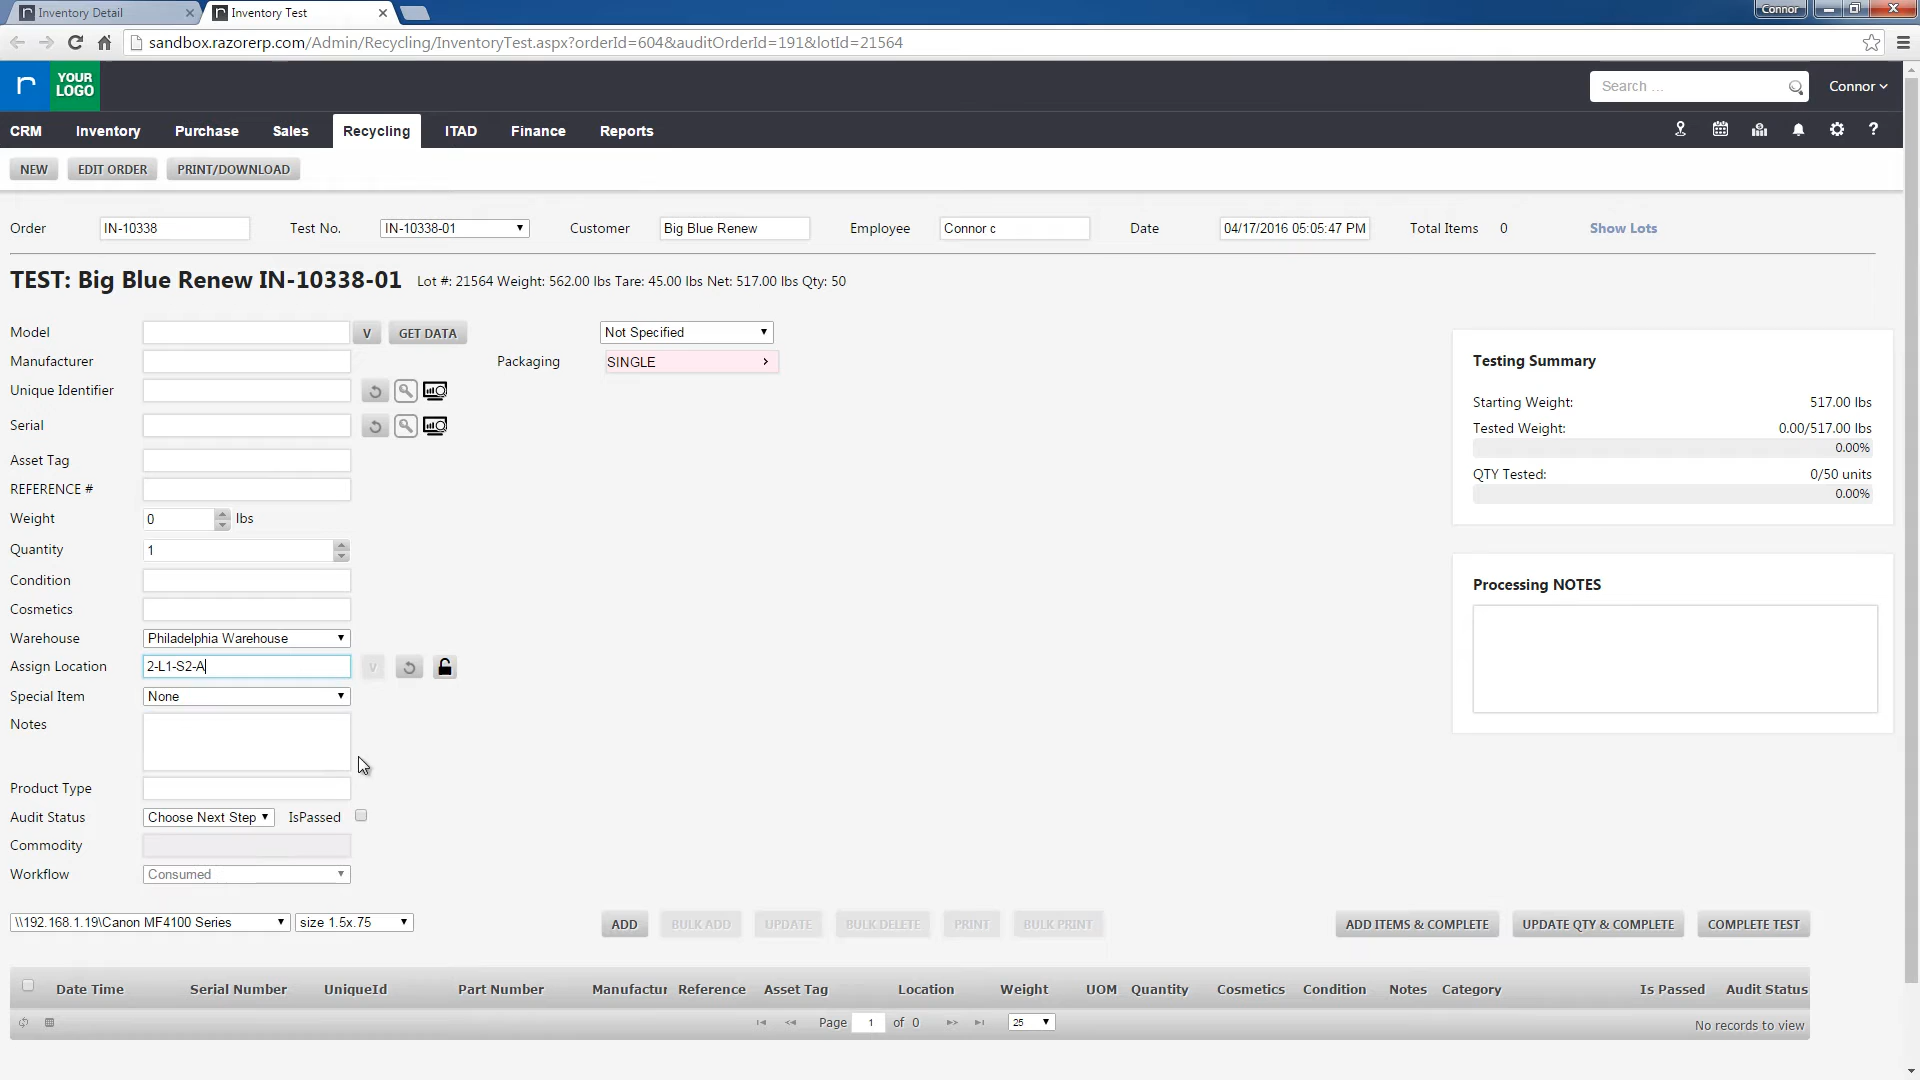 Inventory Detail
Inventory Test
Connor
sandbox.razorerp.com/Admin/Recycling/InventoryTest.aspx?orderId=604&auditOrderId=191&lotId=21564
r YOUR LOGO
Search ...
Connor
CRM Inventory Purchase Sales Recycling ITAD Finance Reports ?
NEW EDIT ORDER PRINT/DOWNLOAD
Order IN-10338 Test No. IN-10338-01 Customer Big Blue Renew Employee Connor c Date 04/17/2016 05:05:47 PM Total Items 0 Show Lots
TEST: Big Blue Renew IN-10338-01 Lot #: 21564 Weight: 562.00 lbs Tare: 45.00 lbs Net: 517.00 lbs Qty: 50
Model V GET DATA Not Specified
Manufacturer Packaging SINGLE
Unique Identifier
Serial
Asset Tag
REFERENCE #
Weight 0 lbs
Quantity 1
Condition
Cosmetics
Warehouse Philadelphia Warehouse
Assign Location 2-L1-S2-A V
Special Item None
Notes
Product Type
Audit Status Choose Next Step IsPassed
Commodity
Workflow Consumed
Testing Summary
Starting Weight: 517.00 lbs
Tested Weight: 0.00/517.00 lbs
0.00%
QTY Tested: 0/50 units
0.00%
Processing NOTES
\\192.168.1.19\Canon MF4100 Series size 1.5x.75 ADD BULK ADD UPDATE BULK DELETE PRINT BULK PRINT ADD ITEMS & COMPLETE UPDATE QTY & COMPLETE COMPLETE TEST
Date Time Serial Number UniqueId Part Number Manufactur Reference Asset Tag Location Weight UOM Quantity Cosmetics Condition Notes Category Is Passed Audit Status
Page 1 of 0 25 No records to view